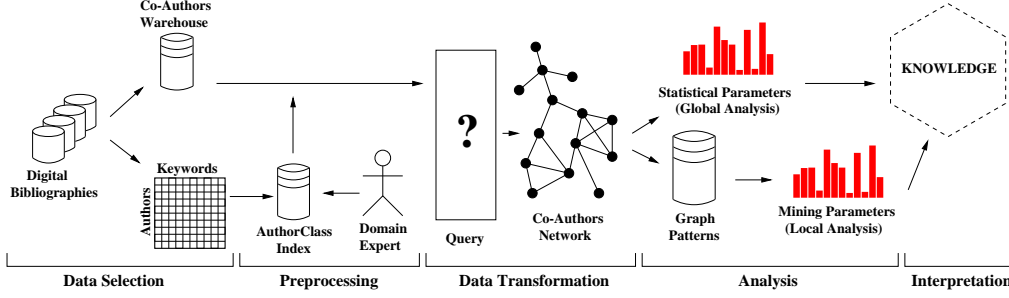 Co-Authors
Warehouse
Digital
Bibliographies
Keywords
Authors
AuthorClass
Index
Domain
Expert
?
Query
Co-Authors
Network
Statistical Parameters
(Global Analysis)
Graph
Patterns
Mining Parameters
(Local Analysis)
KNOWLEDGE
Data Selection
Preprocessing
Data Transformation
Analysis
Interpretation